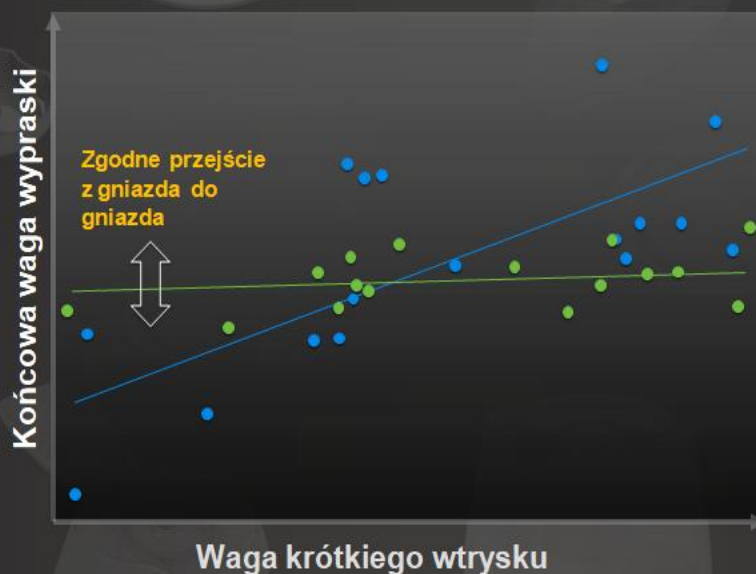 Końcowa waga wypraski
Zgodne przejście
z gniazda do
gniazda
Waga krótkiego wtrysku